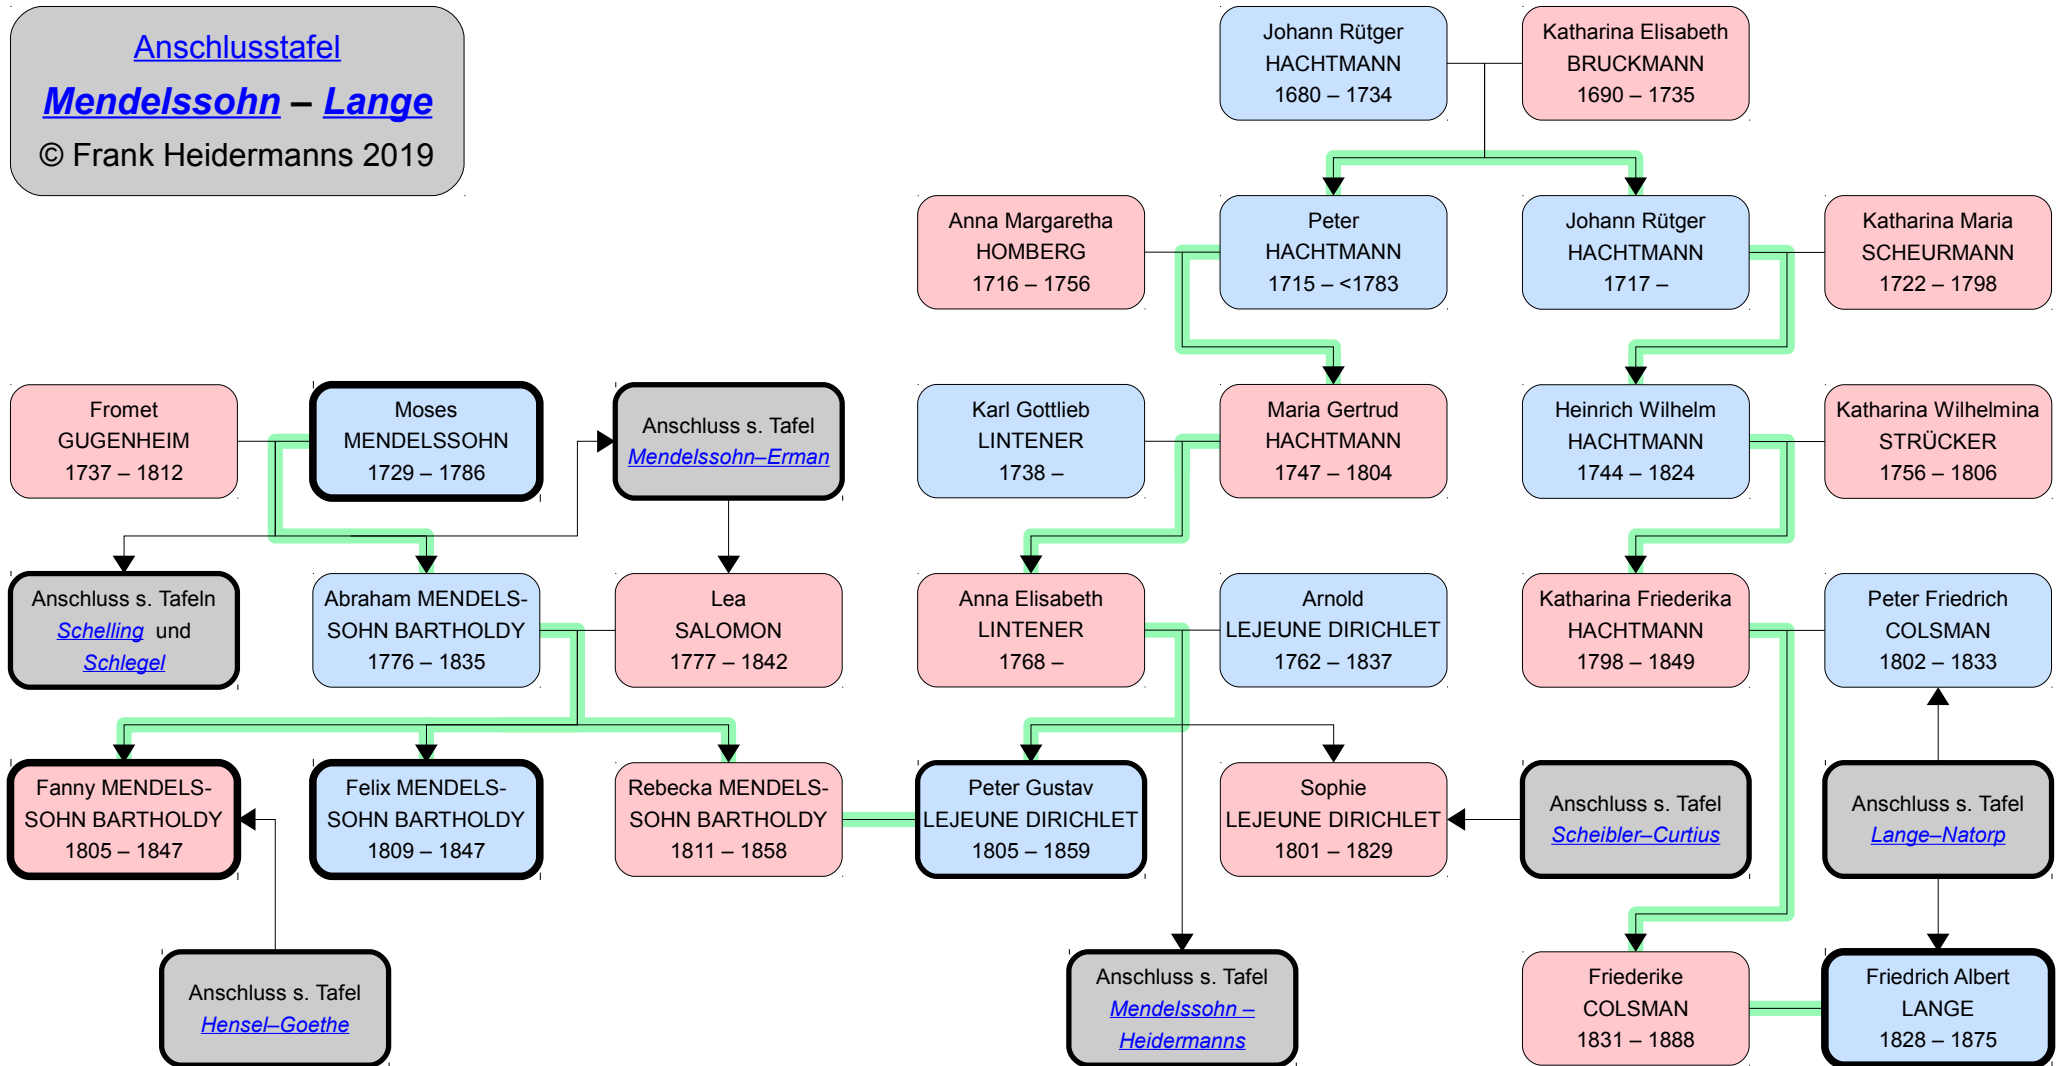 Anschlusstafel
Mendelssohn – Lange
© Frank Heidermanns 2019
Johann Rütger
HACHTMANN
1680 – 1734
Katharina Elisabeth
BRUCKMANN
1690 – 1735
Anna Margaretha
HOMBERG
1716 – 1756
Peter
HACHTMANN
1715 – <1783
Johann Rütger
HACHTMANN
1717 –
Katharina Maria
SCHEURMANN
1722 – 1798
Fromet
GUGENHEIM
1737 – 1812
Moses
MENDELSSOHN
1729 – 1786
Anschluss s. Tafel
Mendelssohn–Erman
Karl Gottlieb
LINTENER
1738 –
Maria Gertrud
HACHTMANN
1747 – 1804
Heinrich Wilhelm
HACHTMANN
1744 – 1824
Katharina Wilhelmina
STRÜCKER
1756 – 1806
Anschluss s. Tafeln
Schelling und
Schlegel
Abraham MENDELS-
SOHN BARTHOLDY
1776 – 1835
Lea
SALOMON
1777 – 1842
Anna Elisabeth
LINTENER
1768 –
Arnold
LEJEUNE DIRICHLET
1762 – 1837
Katharina Friederika
HACHTMANN
1798 – 1849
Peter Friedrich
COLSMAN
1802 – 1833
Fanny MENDELS-
SOHN BARTHOLDY
1805 – 1847
Felix MENDELS-
SOHN BARTHOLDY
1809 – 1847
Rebecka MENDELS-
SOHN BARTHOLDY
1811 – 1858
Peter Gustav
LEJEUNE DIRICHLET
1805 – 1859
Sophie
LEJEUNE DIRICHLET
1801 – 1829
Anschluss s. Tafel
Scheibler–Curtius
Anschluss s. Tafel
Lange–Natorp
Anschluss s. Tafel
Hensel–Goethe
Anschluss s. Tafel
Mendelssohn –
Heidermanns
Friederike
COLSMAN
1831 – 1888
Friedrich Albert
LANGE
1828 – 1875